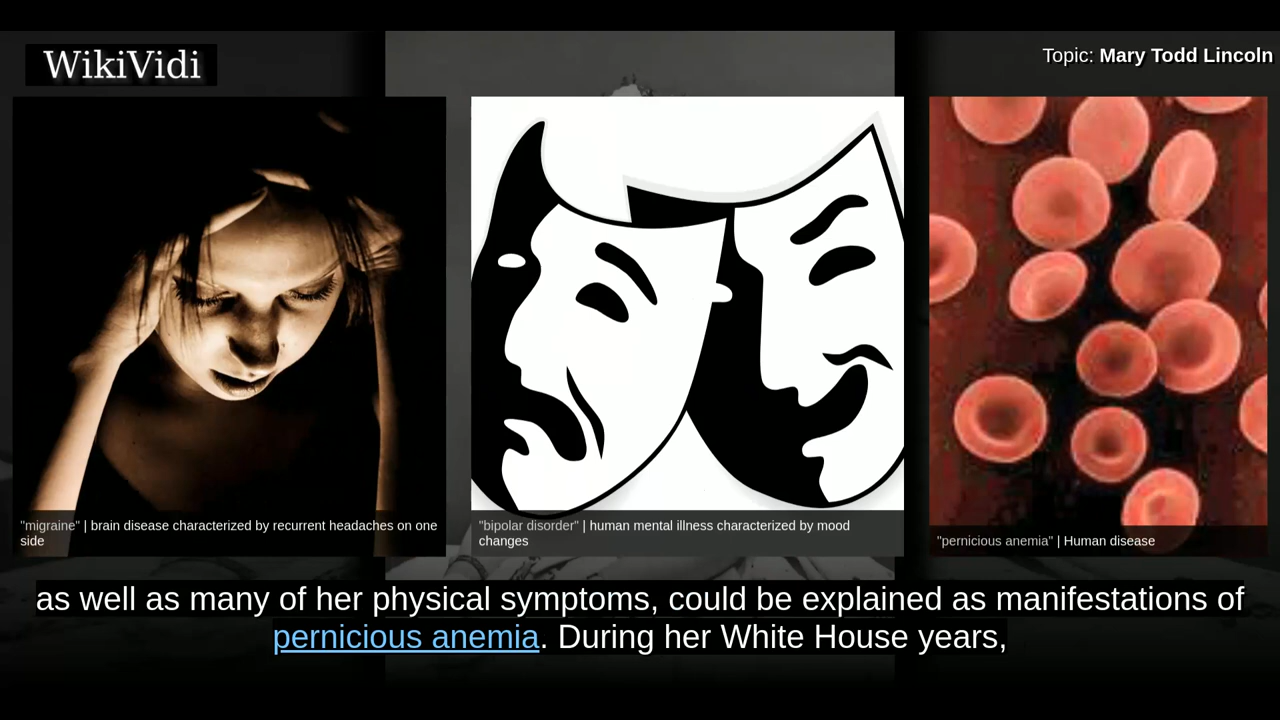 WikiVidi
Topic: Mary Todd Lincoln
"migraine" | brain disease characterized by recurrent headaches on one
side
"bipolar disorder" | human mental illness characterized by mood
changes
"pernicious anemia" | Human disease
as well as many of her physical symptoms, could be explained as manifestations of
pernicious anemia. During her White House years,